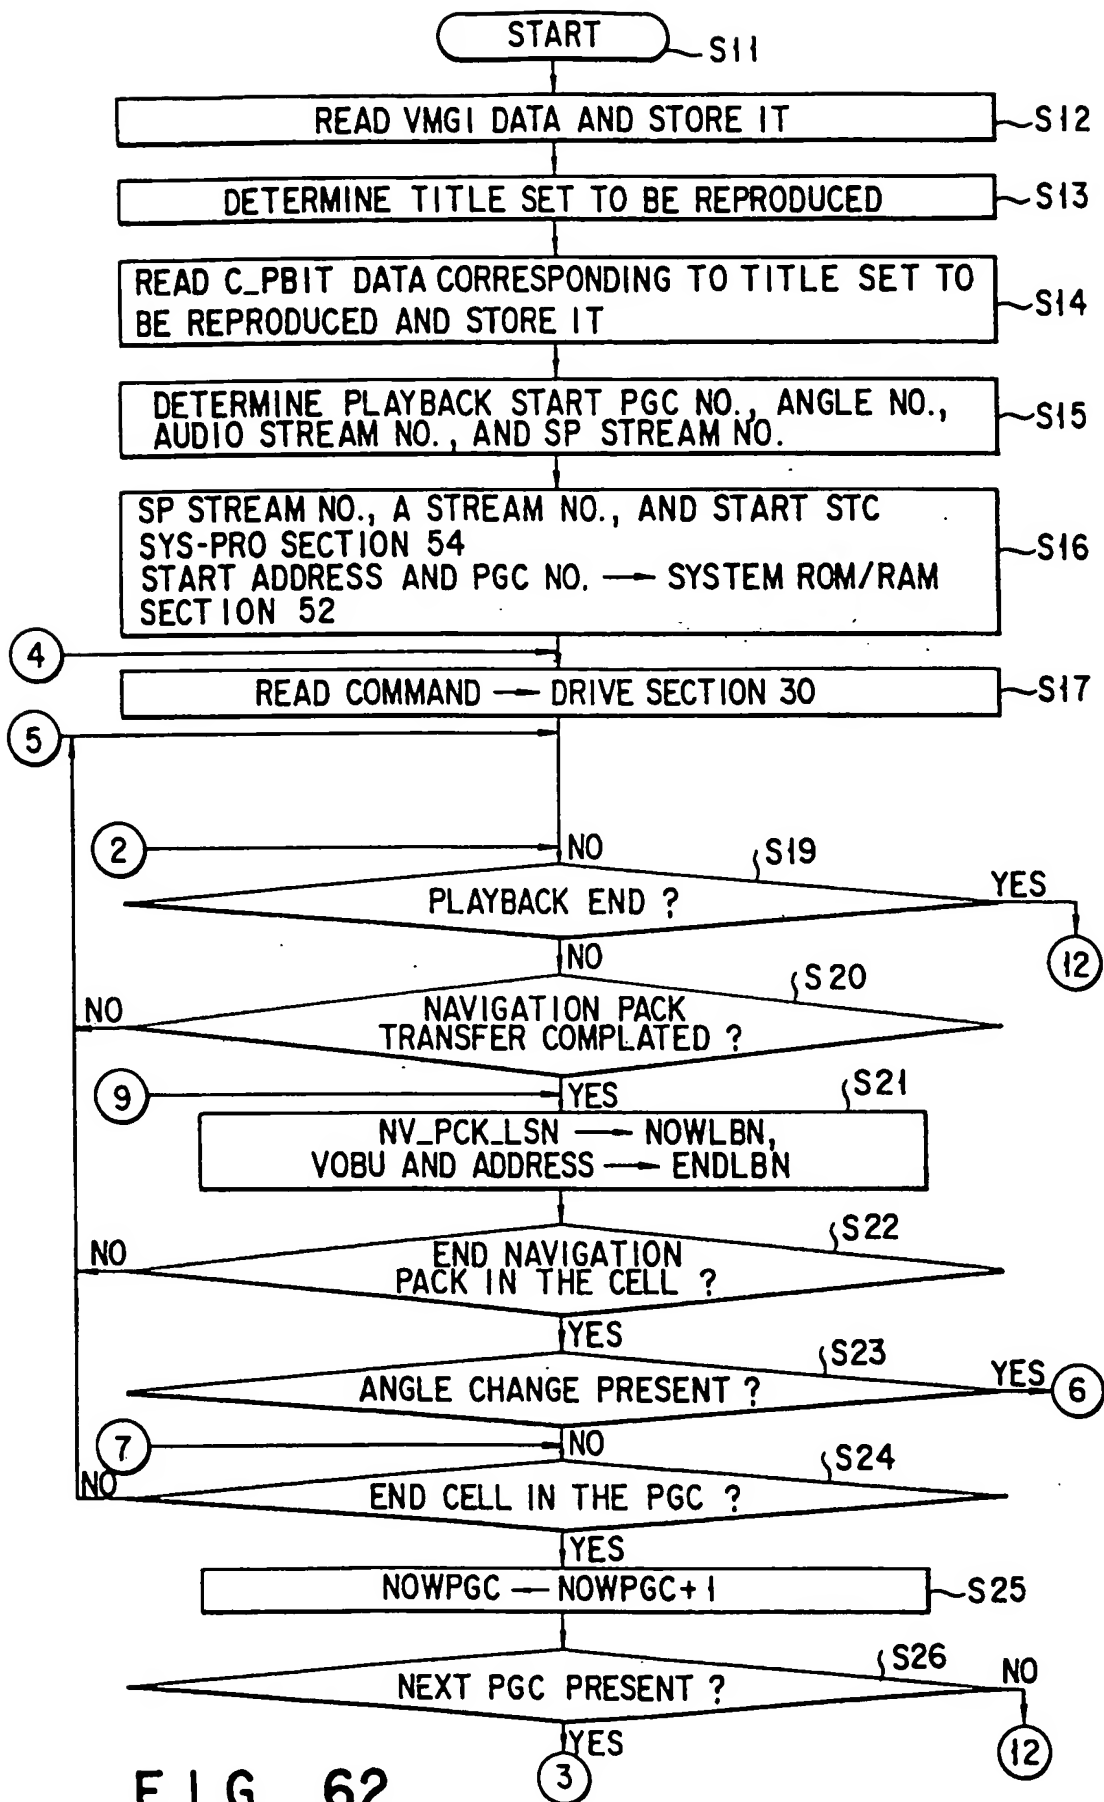 START
S11
READ VMGI DATA AND STORE IT
S12
DETERMINE TITLE SET TO BE REPRODUCED
S13
READ C_PBIT DATA CORRESPONDING TO TITLE SET TO
BE REPRODUCED AND STORE IT
S14
DETERMINE PLAYBACK START PGC NO., ANGLE NO.,
AUDIO STREAM NO., AND SP STREAM NO.
S15
SP STREAM NO., A STREAM NO., AND START STC
SYS-PRO SECTION 54
START ADDRESS AND PGC NO. → SYSTEM ROM/RAM
SECTION 52
S16
4
READ COMMAND → DRIVE SECTION 30
S17
5
2
NO
S19
PLAYBACK END ?
YES
12
NO
S20
NO
NAVIGATION PACK
TRANSFER COMPLATED ?
9
YES
S21
NV_PCK_LSN → NOWLBN,
VOBU AND ADDRESS → ENDLBN
S22
NO
END NAVIGATION
PACK IN THE CELL ?
YES
S23
ANGLE CHANGE PRESENT ?
YES
6
7
NO
S24
NO
END CELL IN THE PGC ?
YES
NOWPGC ← NOWPGC+1
S25
S26
NEXT PGC PRESENT ?
NO
12
YES
3
FIG. 62